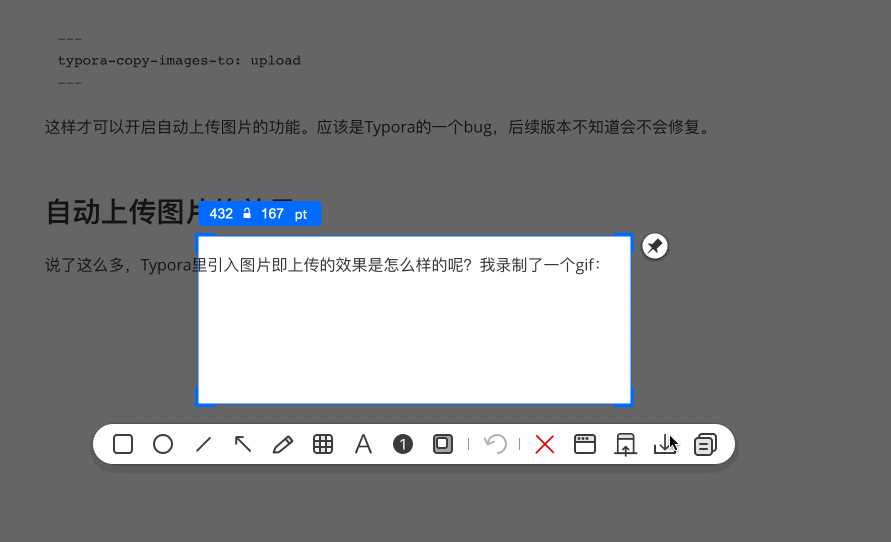 ---
typora-copy-images-to: upload
---
这样才可以开启自动上传图片的功能。应该是Typora的一个bug，后续版本不知道会不会修复。
自动上传图片
432 167 pt
说了这么多，Typora里引入图片即上传的效果是怎么样的呢？我录制了一个gif：
A 1